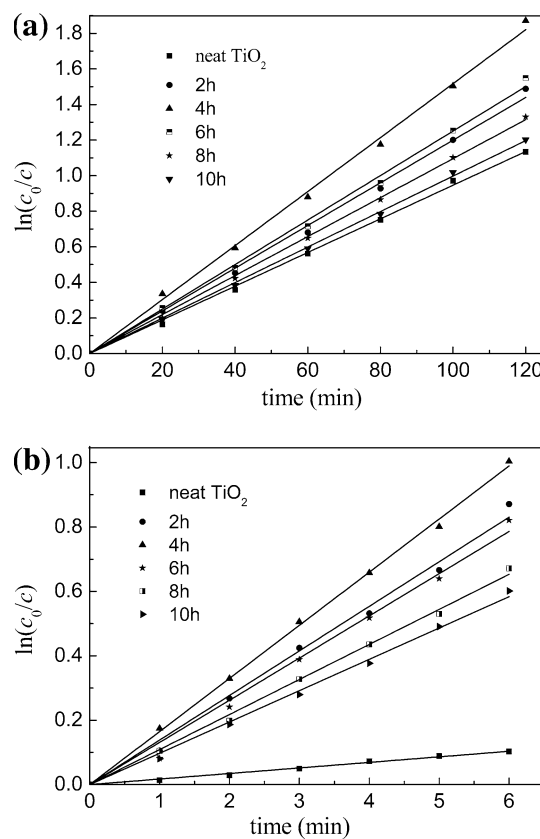 (a)
1.8
1.6
1.4
1.2
1.0
0.8
0.6
0.4
0.2
0.0
ln(c₀/c)
neat TiO₂
2h
4h
6h
8h
10h
0 20 40 60 80 100 120
time (min)
(b)
1.0
0.8
0.6
0.4
0.2
0.0
ln(c₀/c)
neat TiO₂
2h
4h
6h
8h
10h
0 1 2 3 4 5 6
time (min)